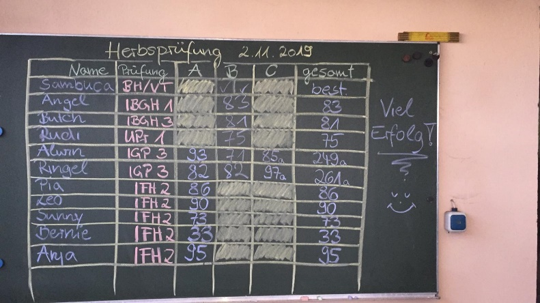 Herbsprüfung 2.11.2019
Name Prüfung A B C gesamt
Sambuca BH/VT best
Angel IBGH 1 83 83
Butch IBGH 3 81 81
Rudi UPr 1 75 75
Alwin IGP 3 93 71 85a 249a
Ringel IGP 3 82 82 97a 261a
Pia IFH 2 86 86
Leo IFH 2 90 90
Sunny IFH 2 73 73
Bernie IFH 2 33 33
Anya IFH 2 95 95
Viel
Erfolg!